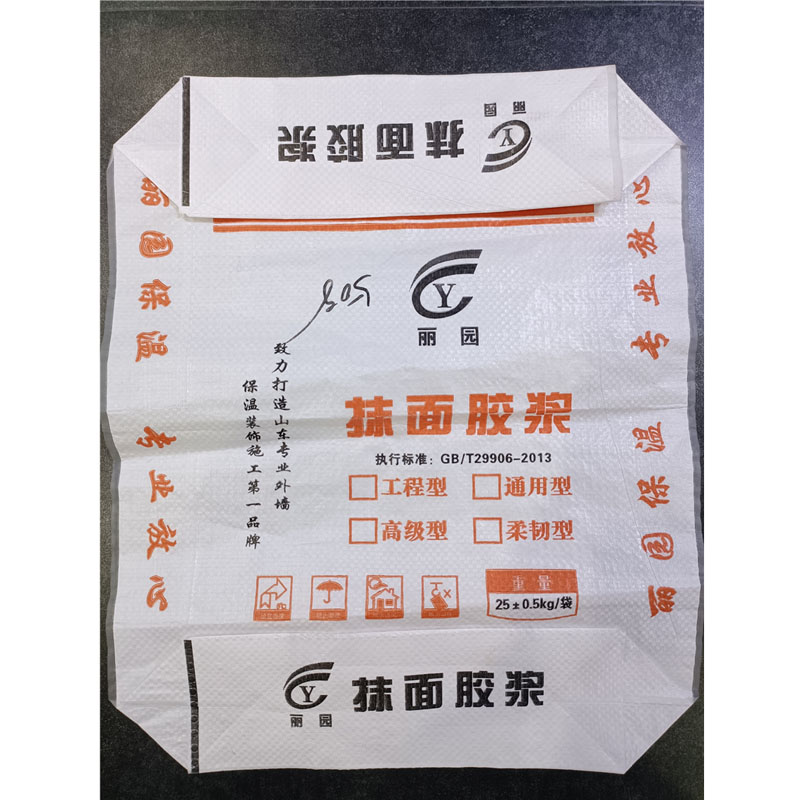 抹面胶浆
丽园
Y
丽园保温 专业放心
丽园保温 专业放心
Y
丽园
致力打造山东专业外墙
保温装饰施工第一品牌
抹面胶浆
执行标准：GB/T29906-2013
工程型
通用型
高级型
柔韧型
重量
25±0.5kg/袋
Y
丽园
抹面胶浆